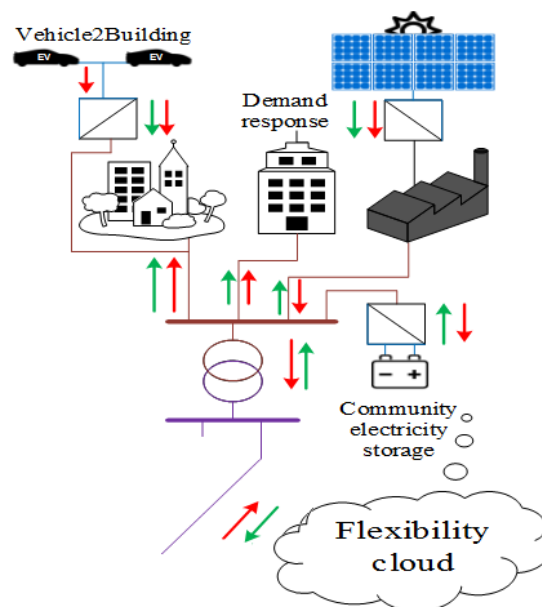 Vehicle2Building
EV
EV
Demand
response
Community
electricity
storage
Flexibility
cloud